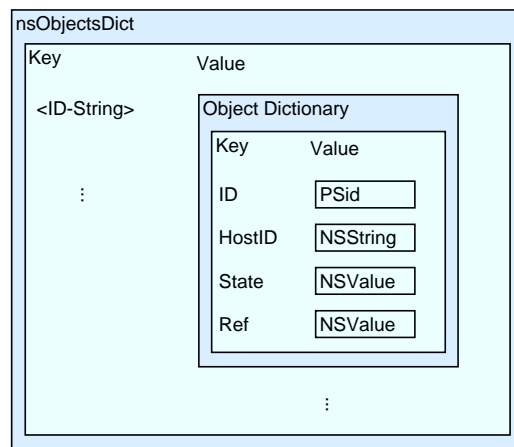 nsObjectsDict
Key Value
<ID-String> Object Dictionary
Key Value
⋮ ID PSid
HostID NSString
State NSValue
Ref NSValue
⋮